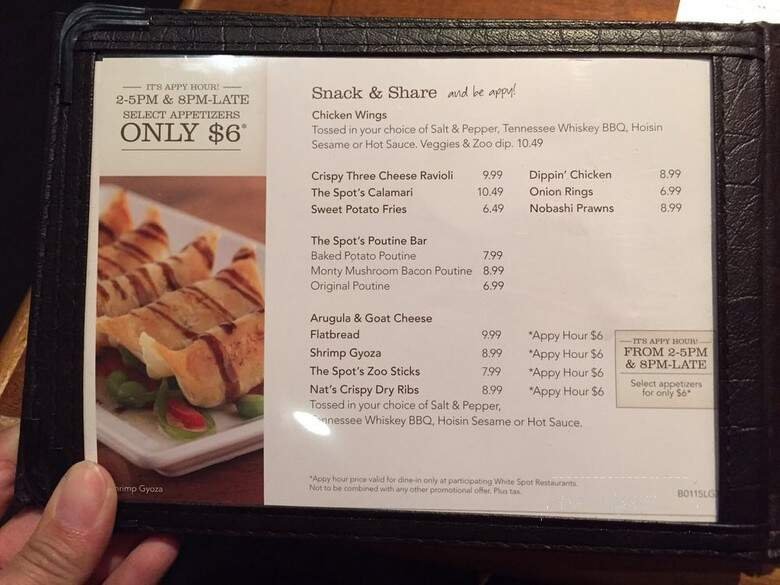 IT'S APPY HOUR!
2-5PM & 8PM-LATE
SELECT APPETIZERS
ONLY $6*
Snack & Share and be appy!
Chicken Wings
Tossed in your choice of Salt & Pepper, Tennessee Whiskey BBQ, Hoisin
Sesame or Hot Sauce. Veggies & Zoo dip. 10.49
Crispy Three Cheese Ravioli 9.99 Dippin' Chicken 8.99
The Spot's Calamari 10.49 Onion Rings 6.99
Sweet Potato Fries 6.49 Nobashi Prawns 8.99
The Spot's Poutine Bar
Baked Potato Poutine 7.99
Monty Mushroom Bacon Poutine 8.99
Original Poutine 6.99
Arugula & Goat Cheese
Flatbread 9.99 *Appy Hour $6
Shrimp Gyoza 8.99 *Appy Hour $6
The Spot's Zoo Sticks 7.99 *Appy Hour $6
Nat's Crispy Dry Ribs 8.99 *Appy Hour $6
Tossed in your choice of Salt & Pepper,
Tennessee Whiskey BBQ, Hoisin Sesame or Hot Sauce.
IT'S APPY HOUR!
FROM 2-5PM
& 8PM-LATE
Select appetizers
for only $6*
*Appy hour price valid for dine-in only at participating White Spot Restaurants.
Not to be combined with any other promotional offer. Plus tax.
Shrimp Gyoza